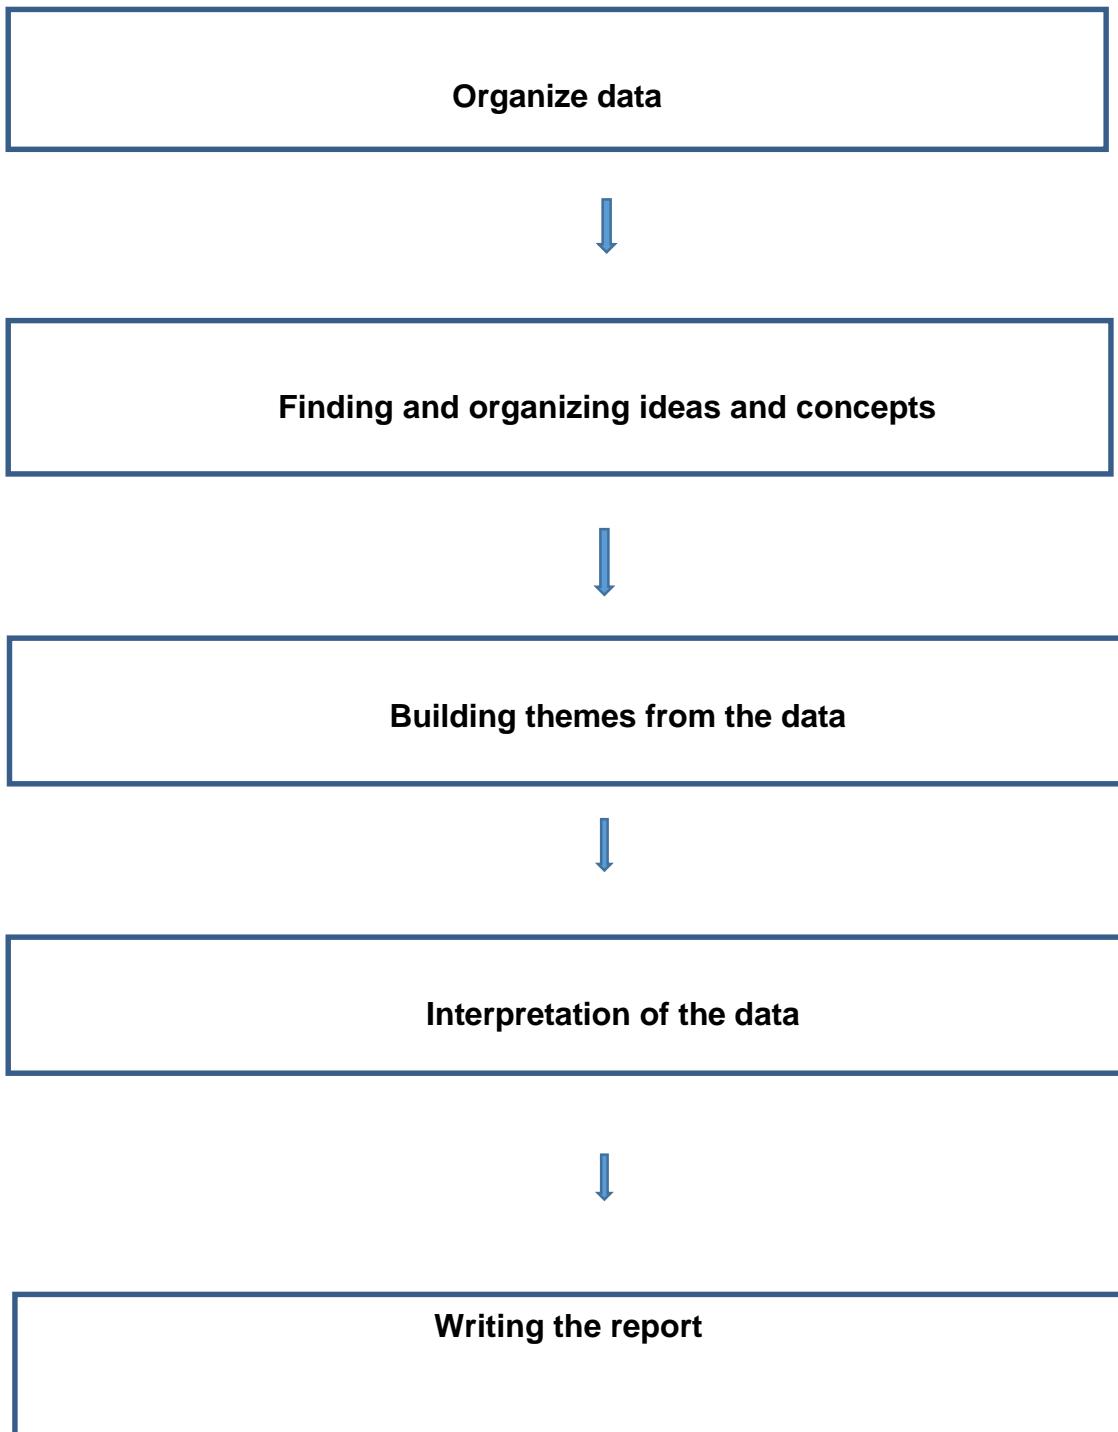 Organize data
Finding and organizing ideas and concepts
Building themes from the data
Interpretation of the data
Writing the report